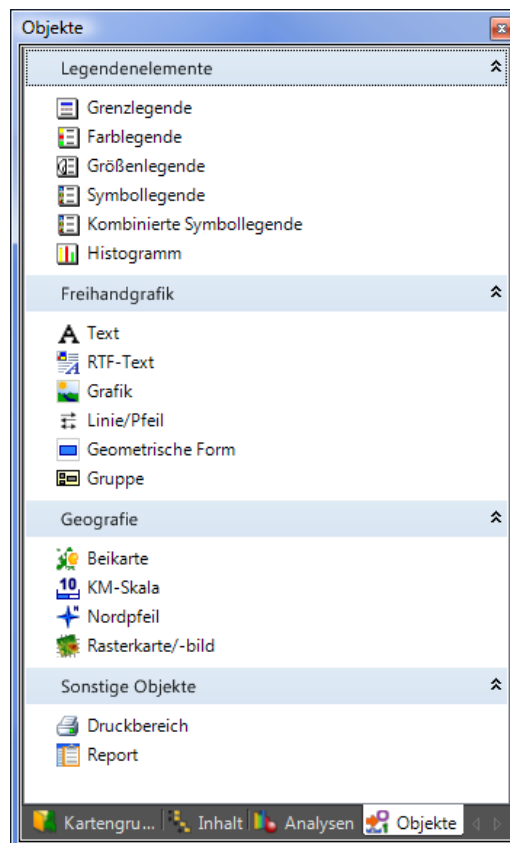 Objekte
Legendenelemente
Grenzlegende
Farblegende
Größenlegende
Symbollegende
Kombinierte Symbollegende
Histogramm
Freihandgrafik
Text
RTF-Text
Grafik
Linie/Pfeil
Geometrische Form
Gruppe
Geografie
Beikarte
KM-Skala
Nordpfeil
Rasterkarte/-bild
Sonstige Objekte
Druckbereich
Report
Kartengru... Inhalt Analysen Objekte